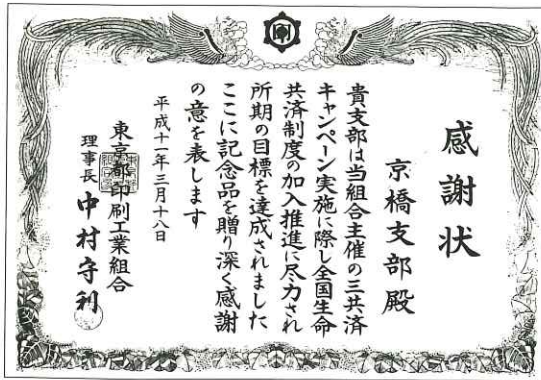 感謝状
京橋支部殿
貴支部は当組合主催の三共済
キャンペーン実施に際し全国生命
共済制度の加入推進に尽力され
所期の目標を達成されました
ここに記念品を贈り深く感謝
の意を表します
平成十一年三月十八日
東京都印刷工業組合
理事長 中村守利